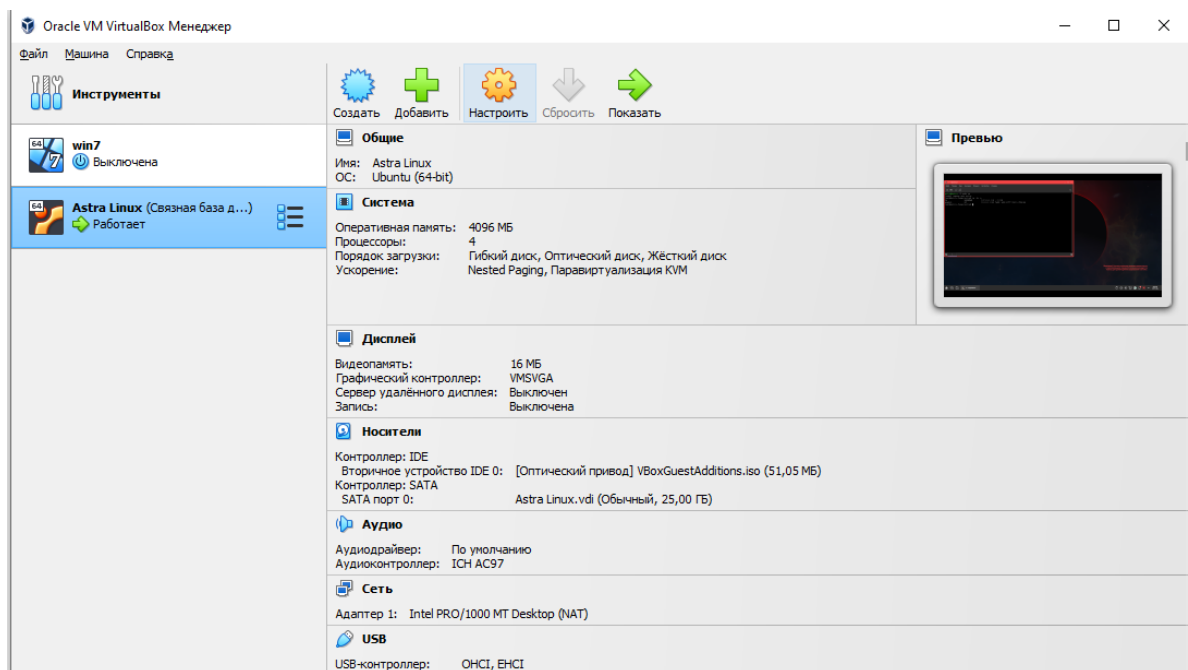 Oracle VM VirtualBox Менеджер
Файл Машина Справка
Инструменты
Создать Добавить Настроить Сбросить Показать
64 win7
Выключена
64 Astra Linux (Связная база д...)
Работает
Общие
Имя: Astra Linux
ОС: Ubuntu (64-bit)
Превью
Система
Оперативная память: 4096 МБ
Процессоры: 4
Порядок загрузки: Гибкий диск, Оптический диск, Жёсткий диск
Ускорение: Nested Paging, Паравиртуализация KVM
Дисплей
Видеопамять: 16 МБ
Графический контроллер: VMSVGA
Сервер удалённого дисплея: Выключен
Запись: Выключена
Носители
Контроллер: IDE
Вторичное устройство IDE 0: [Оптический привод] VBoxGuestAdditions.iso (51,05 МБ)
Контроллер: SATA
SATA порт 0: Astra Linux.vdi (Обычный, 25,00 ГБ)
Аудио
Аудиодрайвер: По умолчанию
Аудиоконтроллер: ICH AC97
Сеть
Адаптер 1: Intel PRO/1000 MT Desktop (NAT)
USB
USB-контроллер: OHCI, EHCI